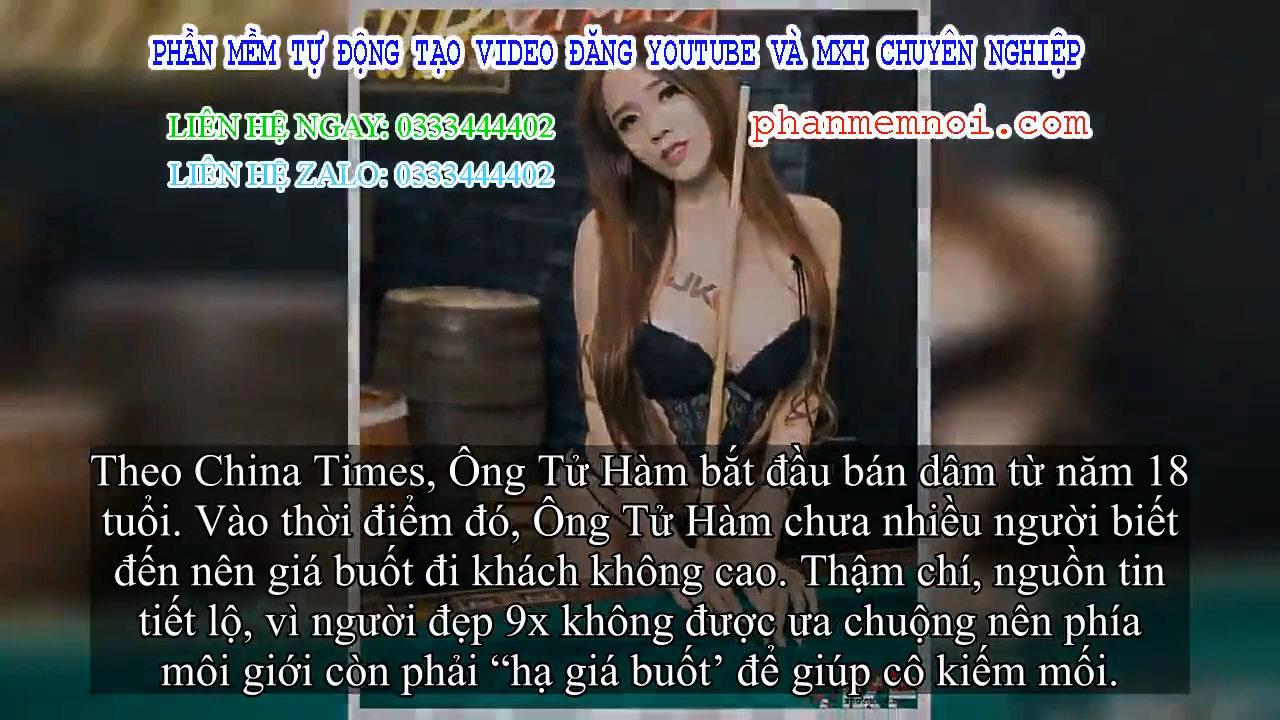 PHẦN MỀM TỰ ĐỘNG TẠO VIDEO ĐĂNG YOUTUBE VÀ MXH CHUYÊN NGHIỆP
LIÊN HỆ NGAY: 0333444402
phanmemnoi.com
LIÊN HỆ ZALO: 0333444402
JK
Theo China Times, Ông Tử Hàm bắt đầu bán dâm từ năm 18
tuổi. Vào thời điểm đó, Ông Tử Hàm chưa nhiều người biết
đến nên giá buốt đi khách không cao. Thậm chí, nguồn tin
tiết lộ, vì người đẹp 9x không được ưa chuộng nên phía
môi giới còn phải “hạ giá buốt’ để giúp cô kiếm mối.